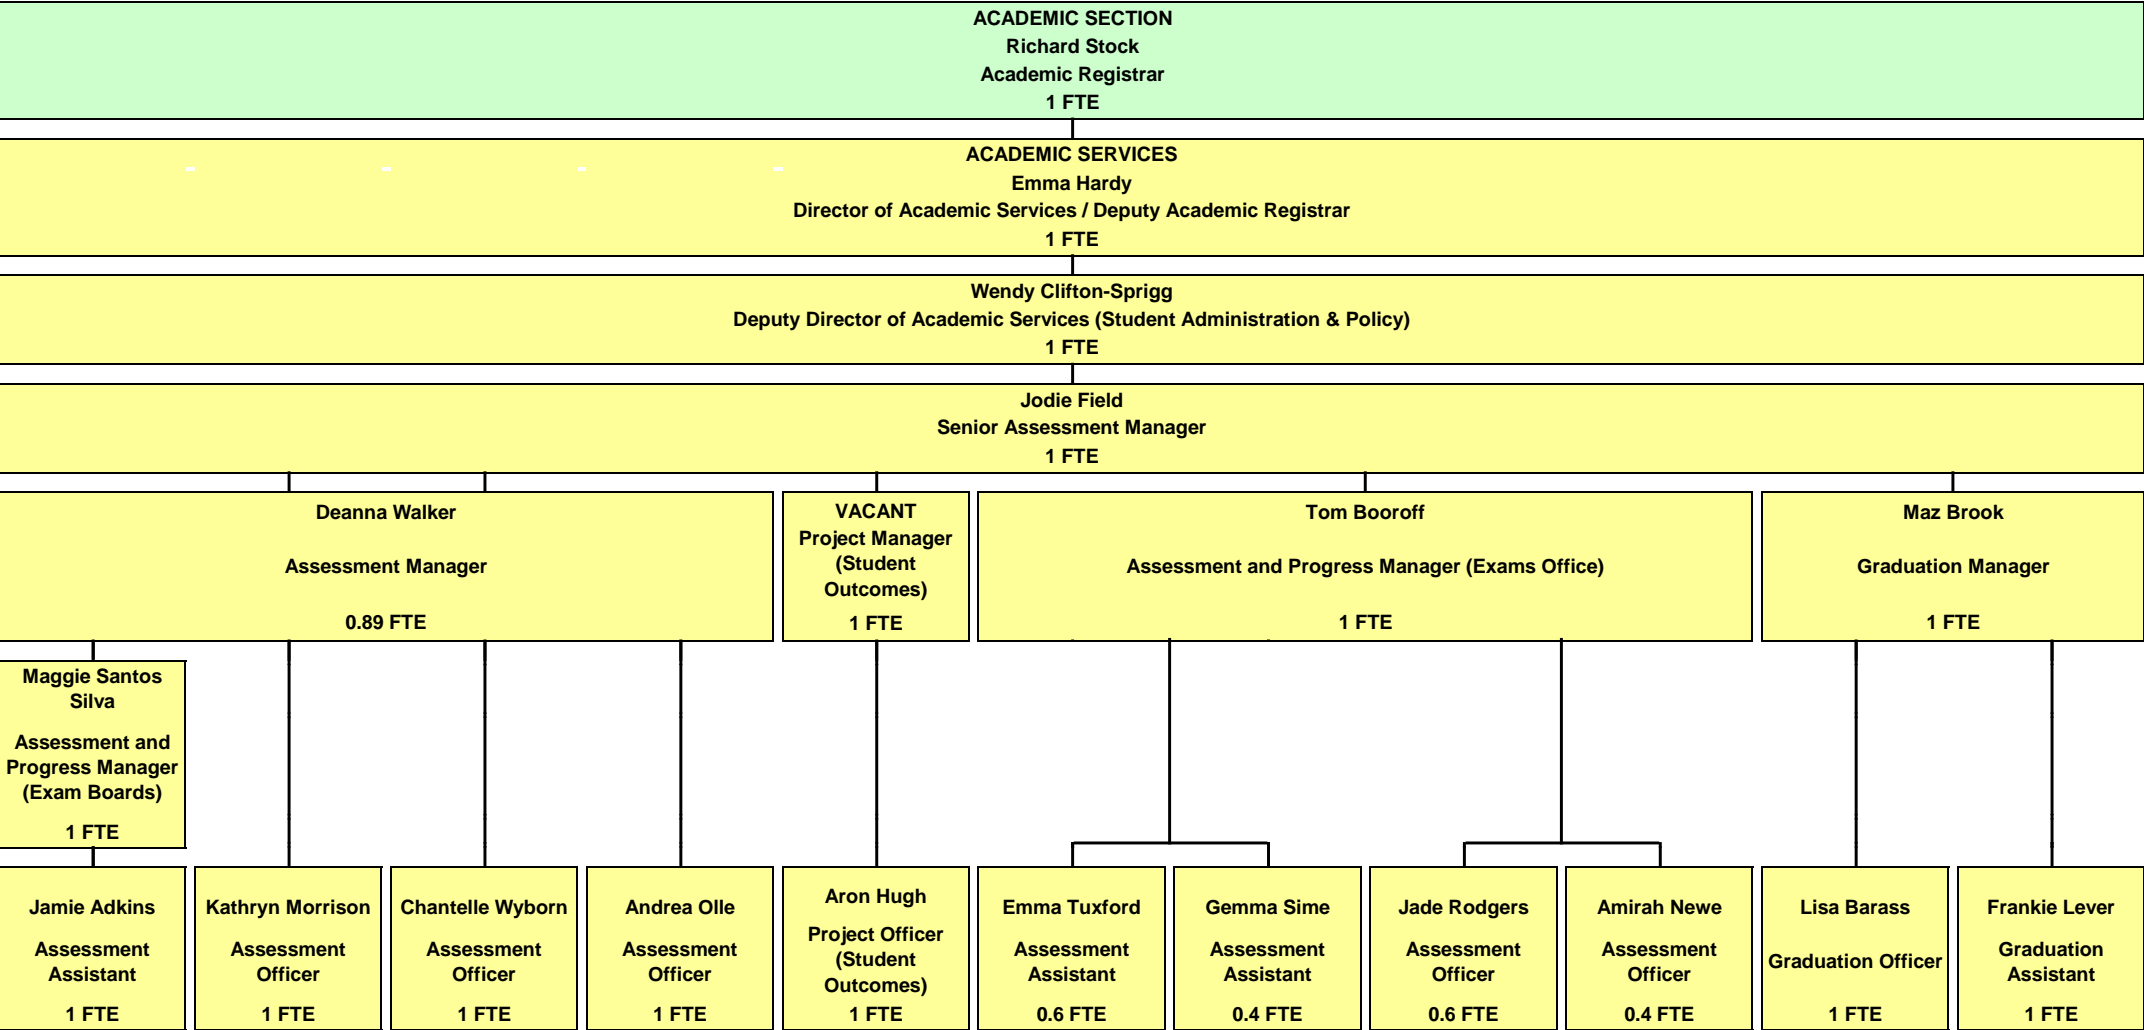 ACADEMIC SECTION
Richard Stock
Academic Registrar
1 FTE
ACADEMIC SERVICES
Emma Hardy
Director of Academic Services / Deputy Academic Registrar
1 FTE
Wendy Clifton-Sprigg
Deputy Director of Academic Services (Student Administration & Policy)
1 FTE
Jodie Field
Senior Assessment Manager
1 FTE
Deanna Walker
Assessment Manager
0.89 FTE
VACANT
Project Manager
(Student
Outcomes)
1 FTE
Tom Booroff
Assessment and Progress Manager (Exams Office)
1 FTE
Maz Brook
Graduation Manager
1 FTE
Maggie Santos
Silva
Assessment and
Progress Manager
(Exam Boards)
1 FTE
Jamie Adkins
Assessment
Assistant
1 FTE
Kathryn Morrison
Assessment
Officer
1 FTE
Chantelle Wyborn
Assessment
Officer
1 FTE
Andrea Olle
Assessment
Officer
1 FTE
Aron Hugh
Project Officer
(Student
Outcomes)
1 FTE
Emma Tuxford
Assessment
Assistant
0.6 FTE
Gemma Sime
Assessment
Assistant
0.4 FTE
Jade Rodgers
Assessment
Officer
0.6 FTE
Amirah Newe
Assessment
Officer
0.4 FTE
Lisa Barass
Graduation Officer
1 FTE
Frankie Lever
Graduation
Assistant
1 FTE